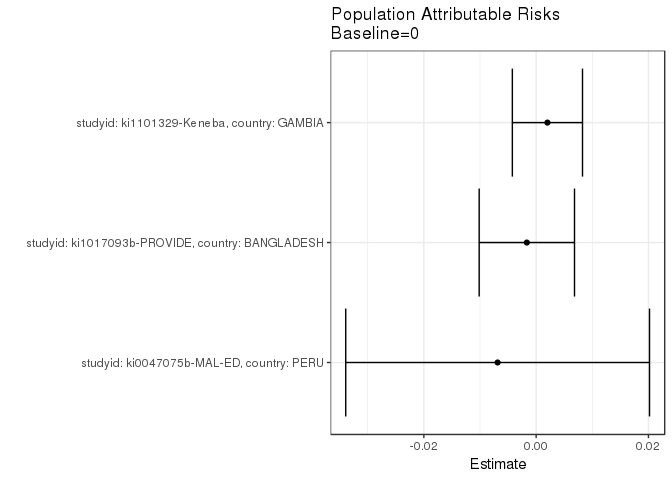 Population Attributable Risks
Baseline=0
studyid: ki1101329-Keneba, country: GAMBIA
studyid: ki1017093b-PROVIDE, country: BANGLADESH
studyid: ki0047075b-MAL-ED, country: PERU
-0.02 0.00 0.02
Estimate